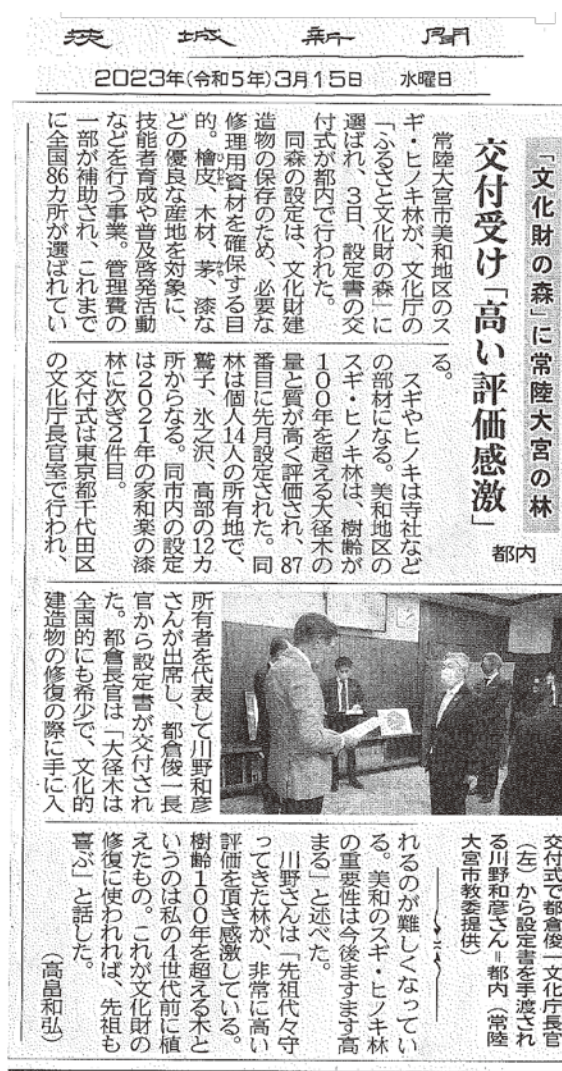 茨城新聞
2023年(令和5年)3月15日　水曜日
「文化財の森」に常陸大宮の林
交付受け「高い評価感激」
都内
常陸大宮市美和地区のス
ギ・ヒノキ林が、文化庁の
「ふるさと文化財の森」に
選ばれ、3日、設定書の交
付式が都内で行われた。
同森の設定は、文化財建
造物の保存のため、必要な
修理用資材を確保する目
的。檜皮、木材、茅、漆な
どの優良な産地を対象に、
技能者育成や普及啓発活動
などを行う事業。管理費の
一部が補助され、これまで
に全国86カ所が選ばれてい
る。
スギやヒノキは寺社など
の部材になる。美和地区の
スギ・ヒノキ林は、樹齢が
100年を超える大径木の
量と質が高く評価され、87
番目に先月設定された。同
林は個人14人の所有地で、
鷲子、氷之沢、高部の12カ
所からなる。同市内の設定
は2021年の家和楽の漆
林に次ぎ2件目。
交付式は東京都千代田区
の文化庁長官室で行われ、
所有者を代表して川野和彦
さんが出席し、都倉俊一長
官から設定書が交付され
た。都倉長官は「大径木は
全国的にも希少で、文化的
建造物の修復の際に手に入
れるのが難しくなってい
る。美和のスギ・ヒノキ林
の重要性は今後ますます高
まる」と述べた。
川野さんは「先祖代々守
ってきた林が、非常に高い
評価を頂き感激している。
樹齢100年を超える木と
いうのは私の4世代前に植
えたもの。これが文化財の
修復に使われれば、先祖も
喜ぶ」と話した。
(高畠和弘)
交付式で都倉俊一文化庁長官
(左)から設定書を手渡され
る川野和彦さん=都内(常陸
大宮市教委提供)